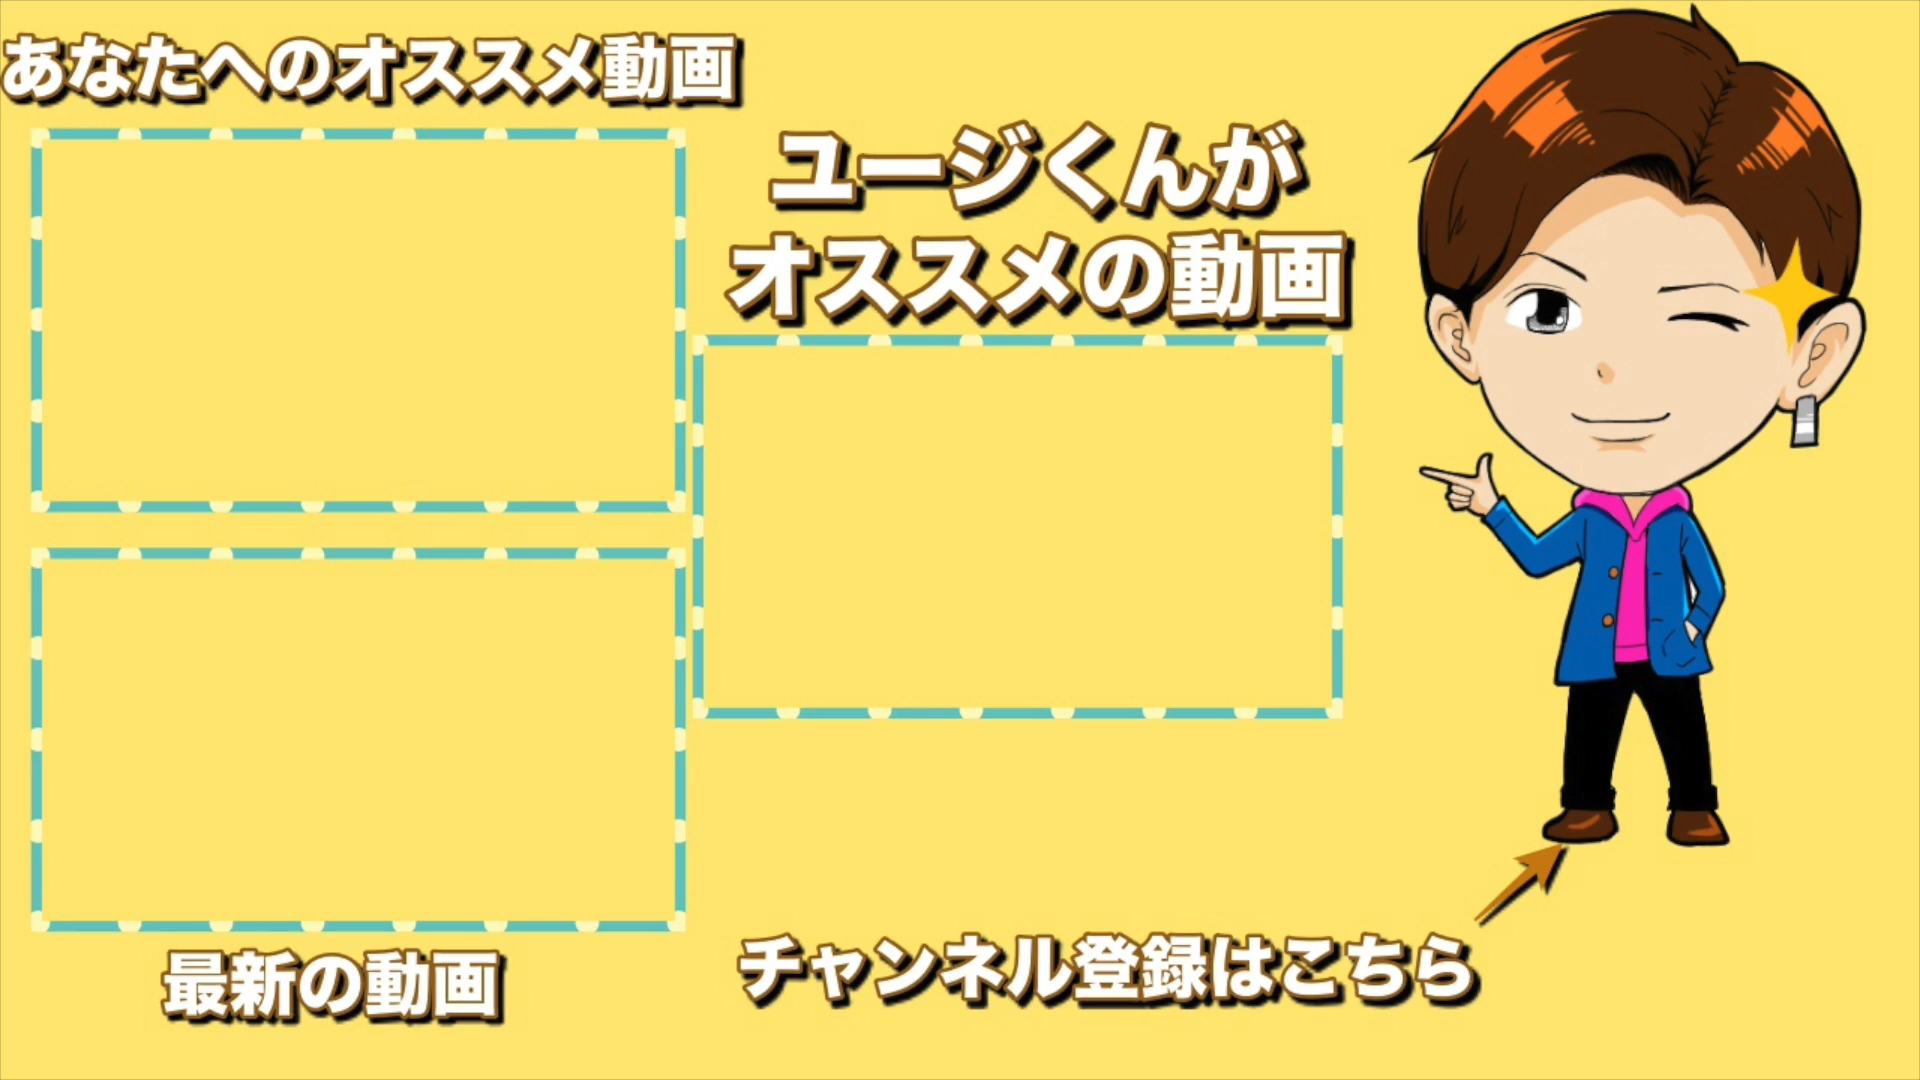 あなたへのオススメ動画
ユージくんが
オススメの動画
最新の動画
チャンネル登録はこちら